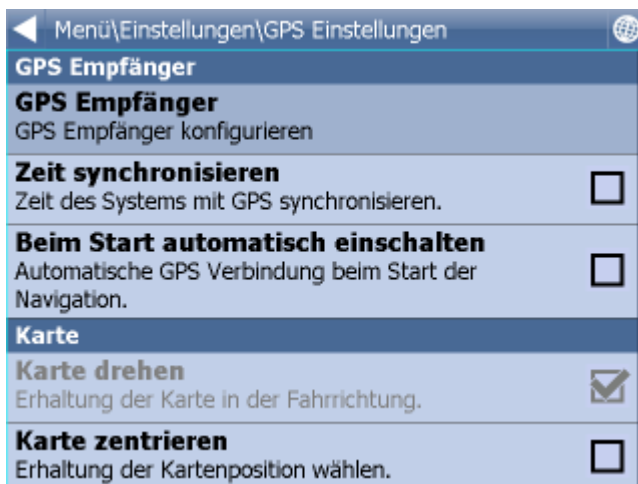 Menü\Einstellungen\GPS Einstellungen
GPS Empfänger
GPS Empfänger
GPS Empfänger konfigurieren
Zeit synchronisieren
Zeit des Systems mit GPS synchronisieren.
Beim Start automatisch einschalten
Automatische GPS Verbindung beim Start der
Navigation.
Karte
Karte drehen
Erhaltung der Karte in der Fahrrichtung.
Karte zentrieren
Erhaltung der Kartenposition wählen.